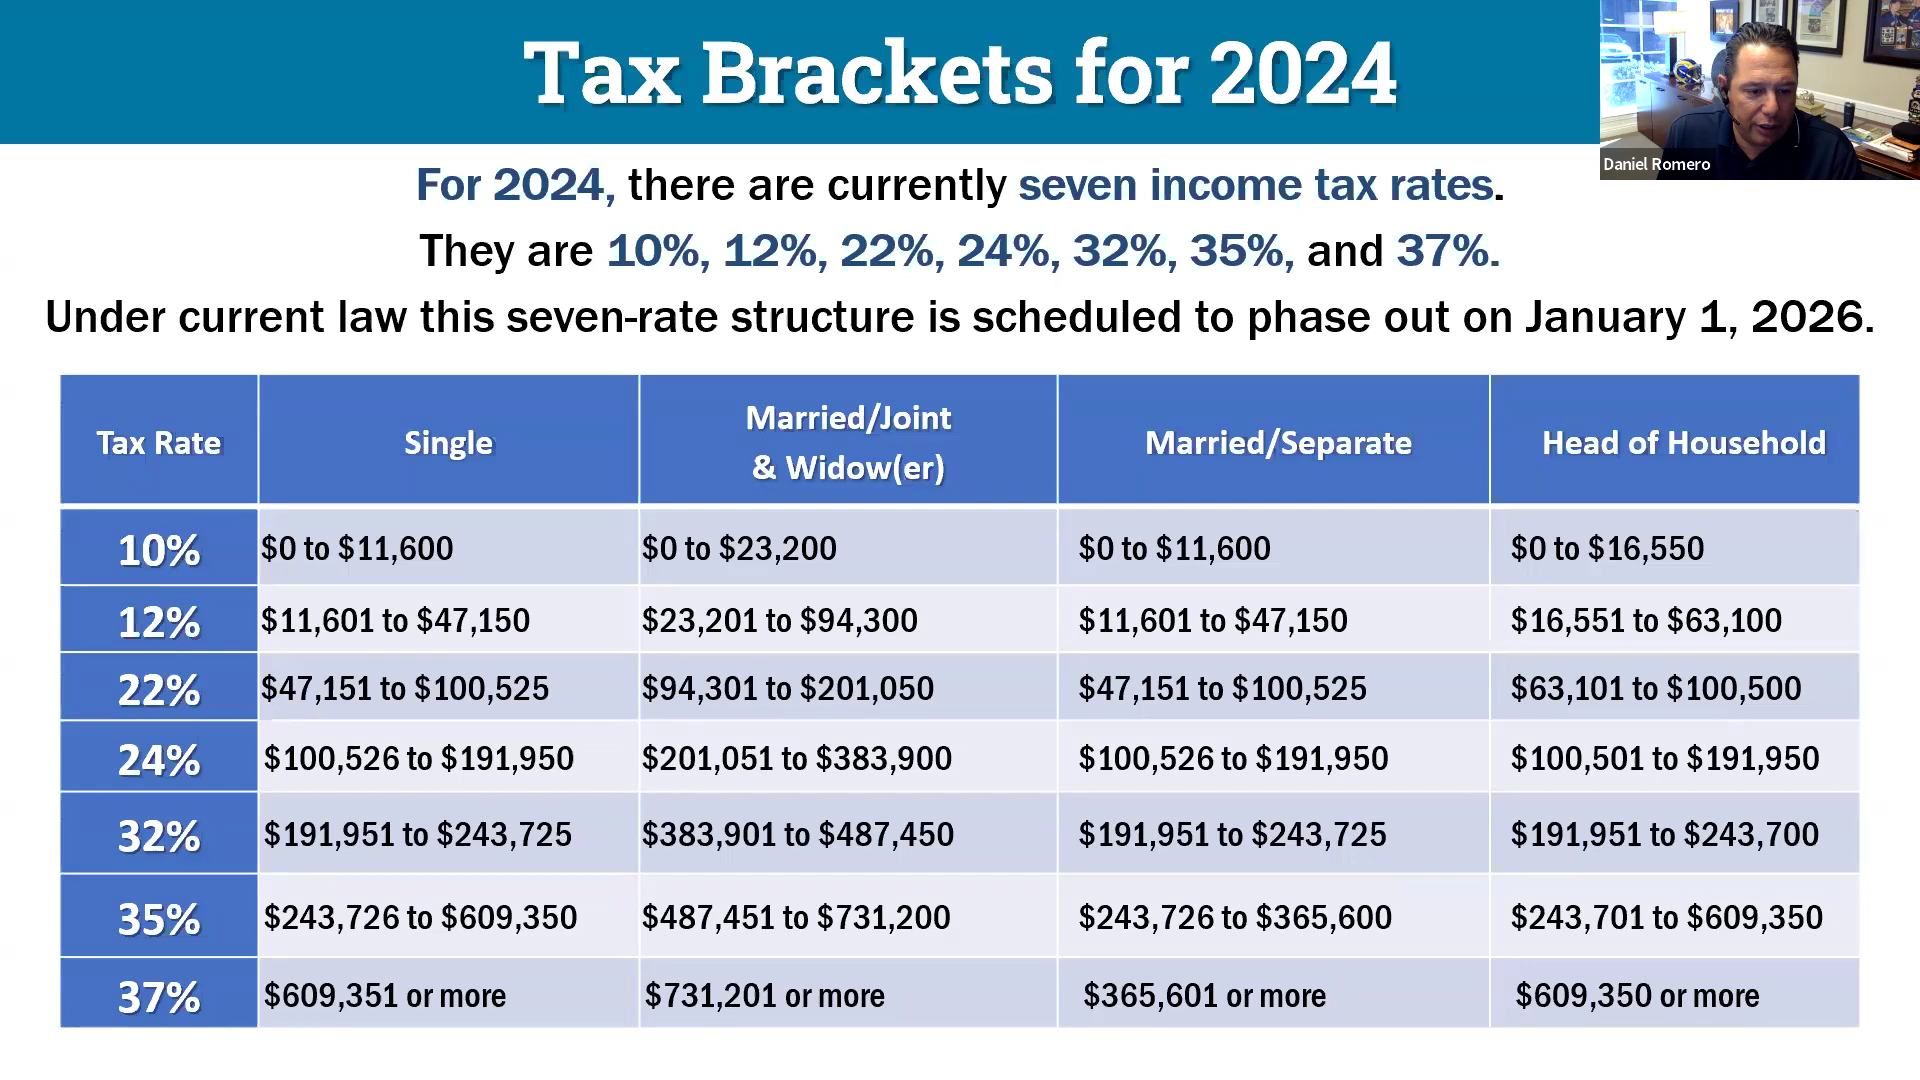 Tax Brackets for 2024
Daniel Romero
For 2024, there are currently seven income tax rates.
They are 10%, 12%, 22%, 24%, 32%, 35%, and 37%.
Under current law this seven-rate structure is scheduled to phase out on January 1, 2026.
Tax Rate Single Married/Joint & Widow(er) Married/Separate Head of Household
10% $0 to $11,600 $0 to $23,200 $0 to $11,600 $0 to $16,550
12% $11,601 to $47,150 $23,201 to $94,300 $11,601 to $47,150 $16,551 to $63,100
22% $47,151 to $100,525 $94,301 to $201,050 $47,151 to $100,525 $63,101 to $100,500
24% $100,526 to $191,950 $201,051 to $383,900 $100,526 to $191,950 $100,501 to $191,950
32% $191,951 to $243,725 $383,901 to $487,450 $191,951 to $243,725 $191,951 to $243,700
35% $243,726 to $609,350 $487,451 to $731,200 $243,726 to $365,600 $243,701 to $609,350
37% $609,351 or more $731,201 or more $365,601 or more $609,350 or more